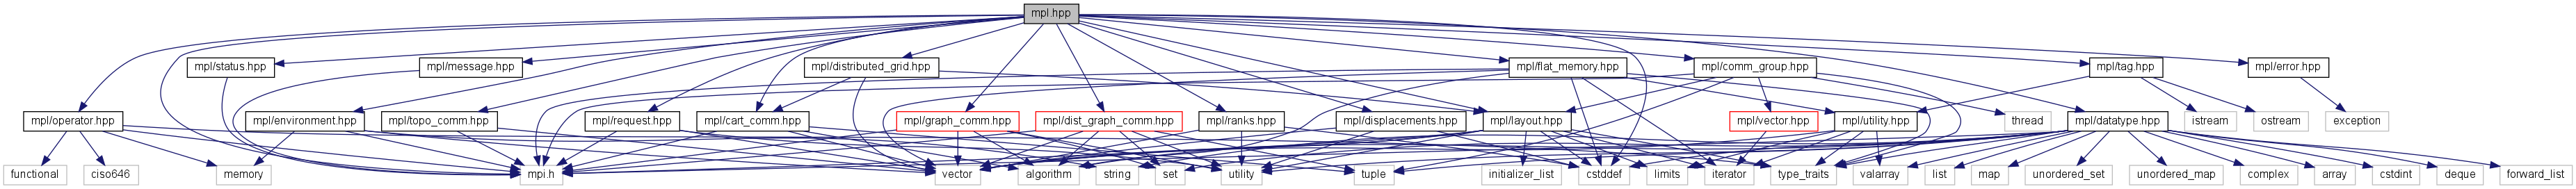 mpl.hpp
mpl/status.hpp
mpl/message.hpp
mpl/distributed_grid.hpp
mpl/flat_memory.hpp
mpl/comm_group.hpp
mpl/tag.hpp
mpl/error.hpp
mpl/operator.hpp
mpl/environment.hpp
mpl/topo_comm.hpp
mpl/request.hpp
mpl/cart_comm.hpp
mpl/graph_comm.hpp
mpl/dist_graph_comm.hpp
mpl/ranks.hpp
mpl/displacements.hpp
mpl/layout.hpp
mpl/vector.hpp
mpl/utility.hpp
thread
mpl/datatype.hpp
istream
ostream
exception
functional
ciso646
memory
mpi.h
vector
algorithm
string
set
utility
tuple
initializer_list
cstddef
limits
iterator
type_traits
valarray
list
map
unordered_set
unordered_map
complex
array
cstdint
deque
forward_list